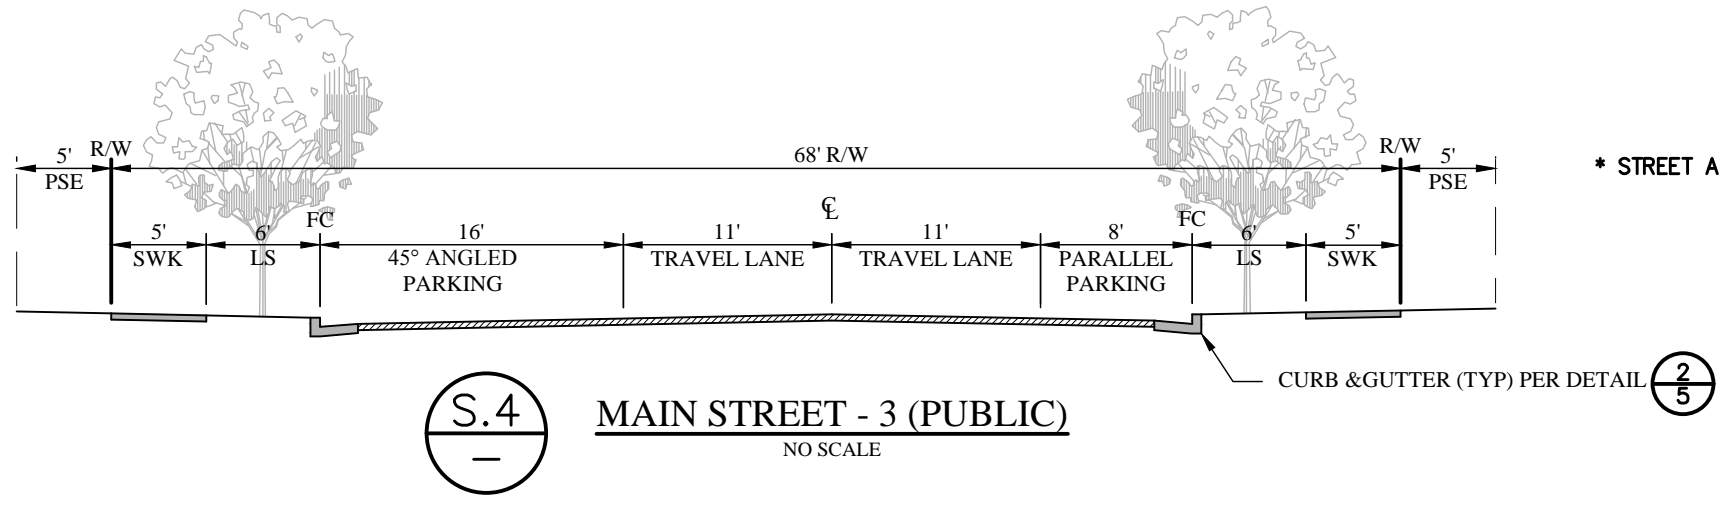 68' R/W
R/W
R/W
5'
PSE
5'
PSE
* STREET A
℄
FC
FC
5'
SWK
6'
LS
16'
45° ANGLED
PARKING
11'
TRAVEL LANE
11'
TRAVEL LANE
8'
PARALLEL
PARKING
6'
LS
5'
SWK
CURB &GUTTER (TYP) PER DETAIL
2
5
S.4
–
MAIN STREET - 3 (PUBLIC)
NO SCALE